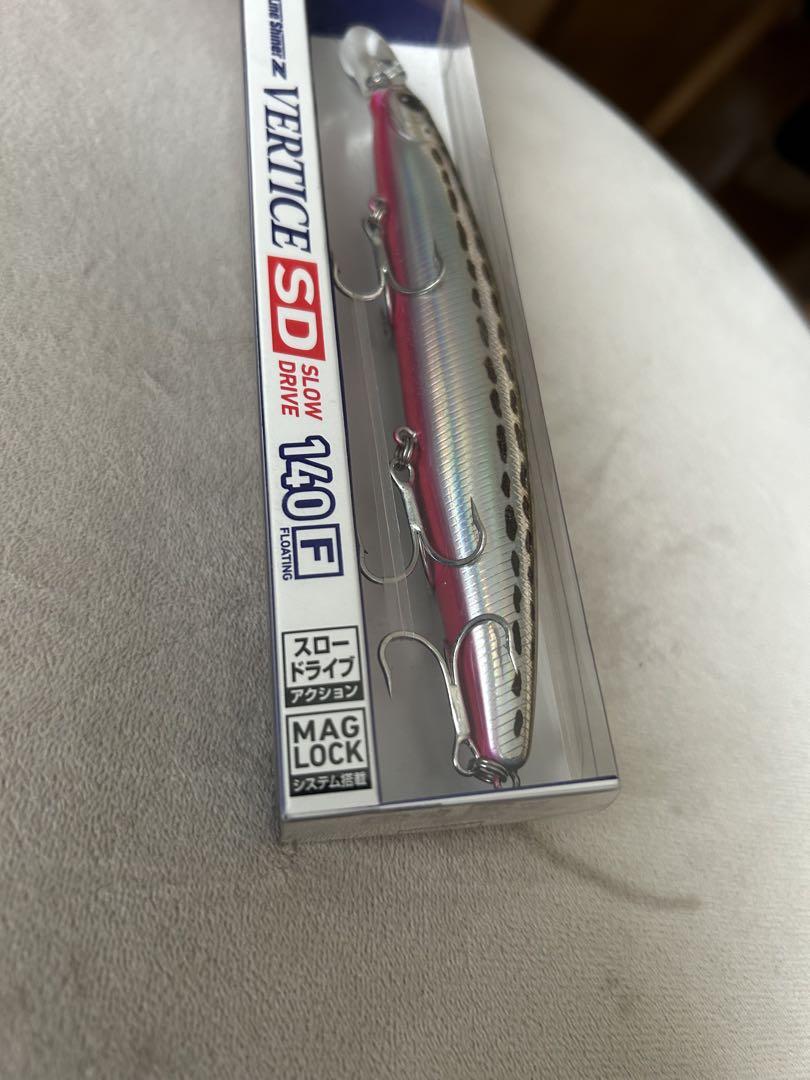 Shiner Z
VERTICE
SD
SLOW
DRIVE
140 F
FLOATING
スロー
ドライブ
アクション
MAG
LOCK
システム搭載